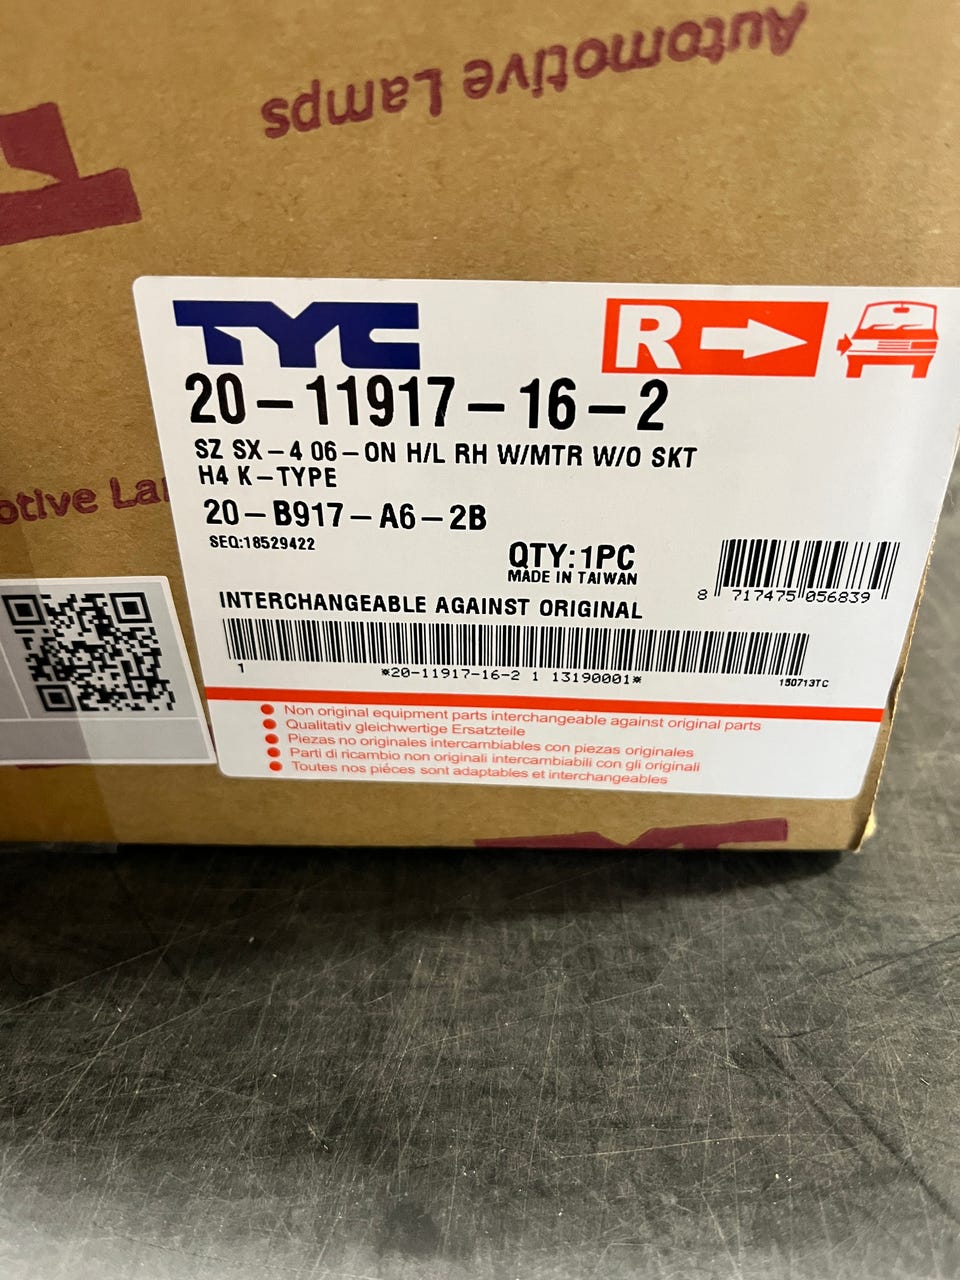 Automotive Lamps
TYC
R
20-11917-16-2
SZ SX-4 06-ON H/L RH W/MTR W/O SKT
H4 K-TYPE
20-B917-A6-2B
SEQ:18529422
QTY:1PC
MADE IN TAIWAN
8 717475 056839
INTERCHANGEABLE AGAINST ORIGINAL
1
*20-11917-16-2 1 13190001*
150713TC
Non original equipment parts interchangeable against original parts
Qualitativ gleichwertige Ersatzteile
Piezas no originales intercambiables con piezas originales
Parti di ricambio non originali intercambiabili con gli originali
Toutes nos piéces sont adaptables et interchangeables
otive La